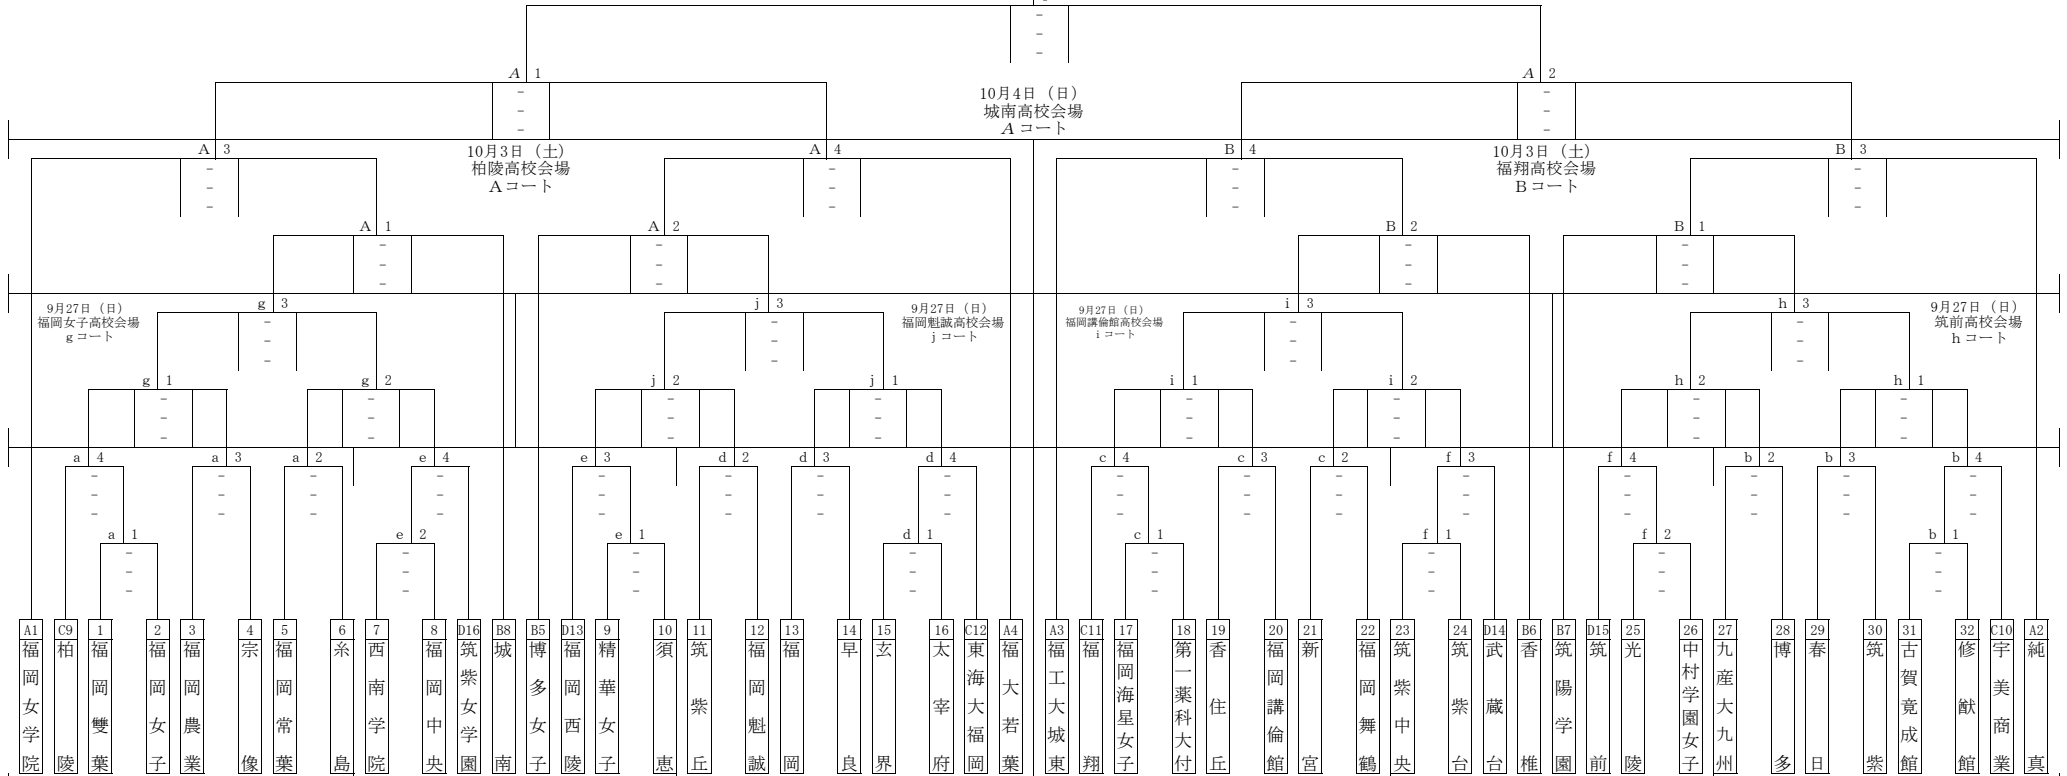 A 1
A 2
10月4日（日）
城南高校会場
Aコート
A 3
10月3日（土）
柏陵高校会場
Aコート
A 4
B 4
10月3日（土）
福翔高校会場
Bコート
B 3
A 1
A 2
B 2
B 1
9月27日（日）
福岡女子高校会場
gコート
g 3
j 3
9月27日（日）
福岡魁誠高校会場
jコート
9月27日（日）
福岡講倫館高校会場
iコート
i 3
h 3
9月27日（日）
筑前高校会場
hコート
g 1
g 2
j 2
j 1
i 1
i 2
h 2
h 1
a 4
a 3
a 2
e 4
e 3
d 2
d 3
d 4
c 4
c 3
c 2
f 3
f 4
b 2
b 3
b 4
a 1
e 2
e 1
d 1
c 1
f 1
f 2
b 1
A1 福岡女学院
C9 柏陵
1 福岡雙葉
2 福岡女子
3 福岡農業
4 宗像
5 福岡常葉
6 糸島
7 西南学院
8 福岡中央
D16 筑紫女学園
B8 城南
B5 博多女子
D13 福岡西陵
9 精華女子
10 須恵
11 筑紫丘
12 福岡魁誠
13 福岡
14 早良
15 玄界
16 太宰府
C12 東海大福岡
A4 福大若葉
A3 福工大城東
C11 福翔
17 福岡海星女子
18 第一薬科大付
19 香住丘
20 福岡講倫館
21 新宮
22 福岡舞鶴
23 筑紫中央
24 筑紫台
D14 武蔵台
B6 香椎
B7 筑陽学園
D15 筑前
25 光陵
26 中村学園女子
27 九産大九州
28 博多
29 春日
30 筑紫
31 古賀竟成館
32 修猷館
C10 宇美商業
A2 純真